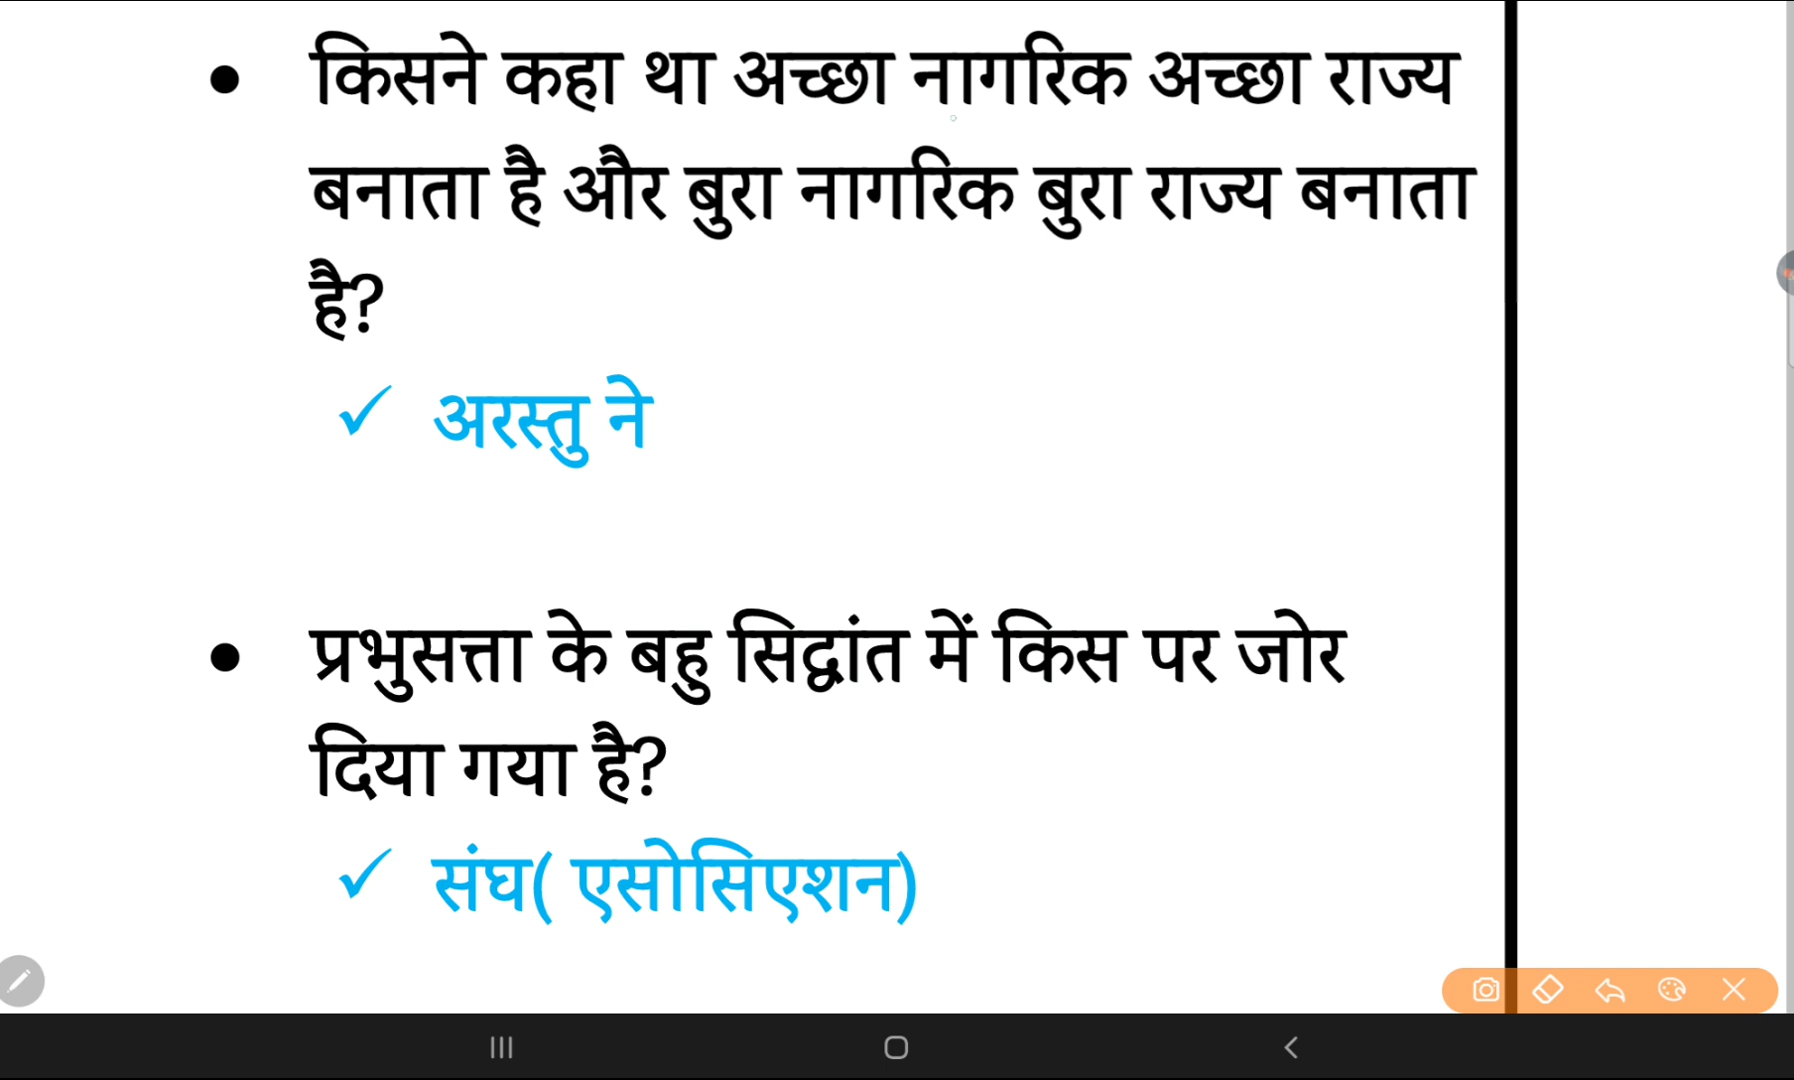 • किसने कहा था अच्छा नागरिक अच्छा राज्य
बनाता है और बुरा नागरिक बुरा राज्य बनाता
है?
✓ अरस्तु ने
• प्रभुसत्ता के बहु सिद्धांत में किस पर जोर
दिया गया है?
✓ संघ( एसोसिएशन)